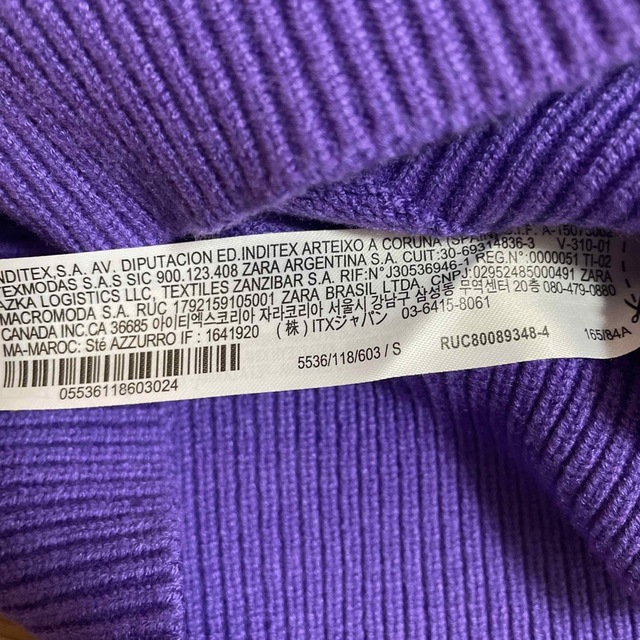 INDITEX,S.A. AV. DIPUTACION ED.INDITEX ARTEIXO A CORUÑA (SPAIN) C.I.F. A-15075062
TEXMODAS S.A.S SIC 900.123.408 ZARA ARGENTINA S.A. CUIT:30-69314836-3 V-310-01
LOGISTICS LLC, TEXTILES ZANZIBAR S.A. RIF:N°J30536946 REG.N°:0000051 TI-02
MACROMODA S.A. RUC 1792159105001 ZARA BRASIL LTDA, CNPJ 02952485000491 ZARA
CANADA INC.CA 36685 아이티엑스코리아 자라코리아 서울시 강남구 삼성동 무역센터 20층 080-479-0880
MA-MAROC: Sté AZZURRO IF : 1641920 (株) ITXジャパン 03-6415-8061
05536118603024
5536/118/603 / S
RUC80089348-4
165/84A